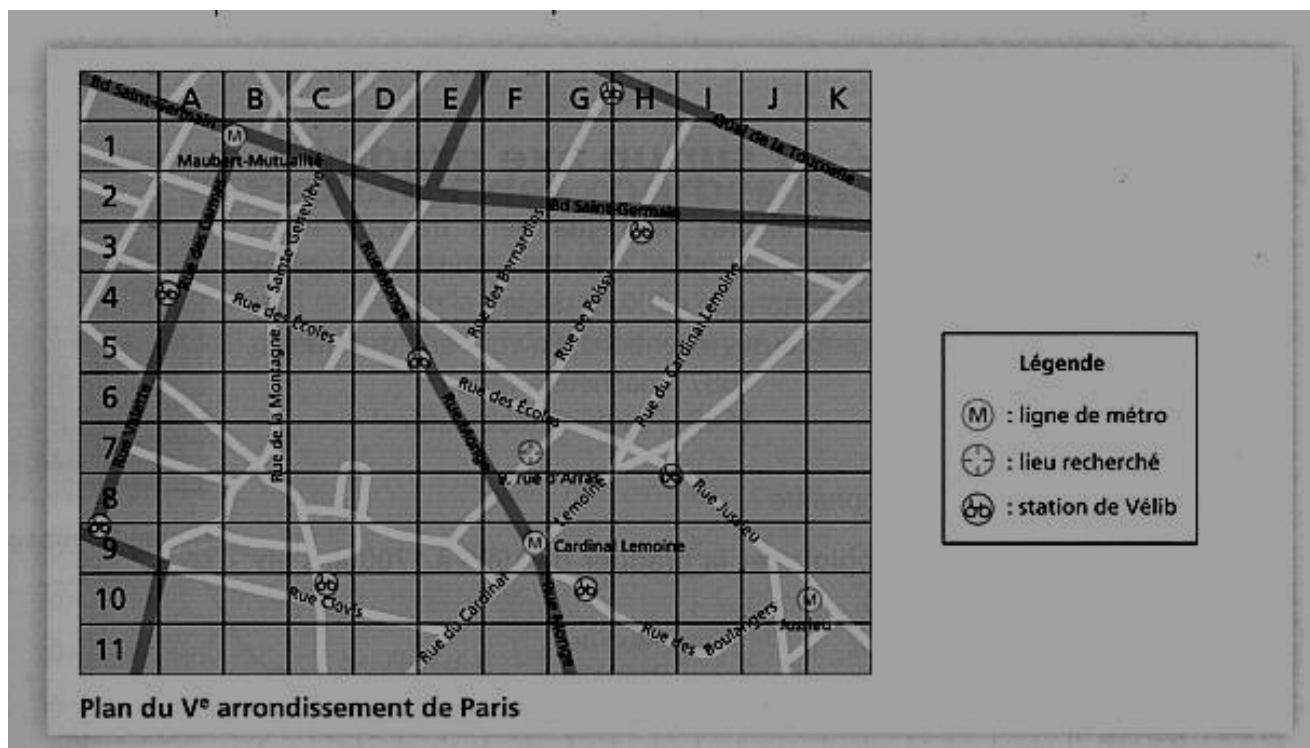 A B C D E F G H I J K
1
2
3
4
5
6
7
8
9
10
11
Bd Saint-Germain
Maubert-Mutualité
Quai de la Tournelle
Bd Saint-Germain
Rue des Carmes
Sainte Geneviève
Rue de la Montagne
Rue Monge
Rue des Bernardins
Rue de Poissy
Rue du Cardinal Lemoine
Rue des Écoles
Rue des Écoles
Rue Monge
Rue Valette
9, rue d'Arras
Lemoine
Rue Jussieu
M Cardinal Lemoine
Rue Clovis
Rue du Cardinal
Rue Monge
Rue des Boulangers
Jussieu
Légende
M : ligne de métro
: lieu recherché
: station de Vélib
Plan du Ve arrondissement de Paris